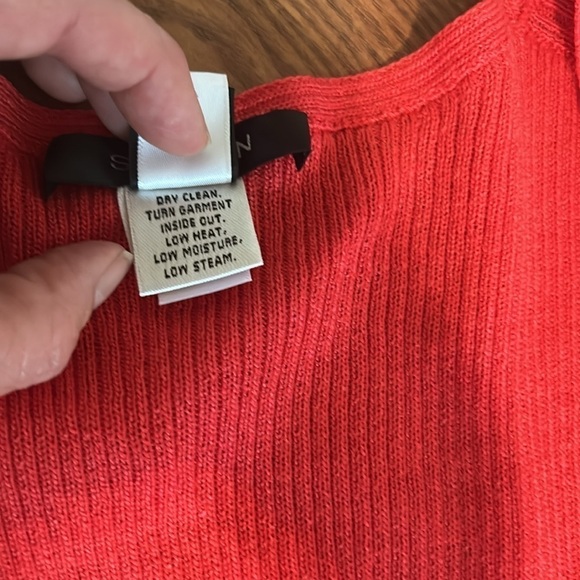 DRY CLEAN.
TURN GARMENT
INSIDE OUT.
LOW HEAT,
LOW MOISTURE,
LOW STEAM.